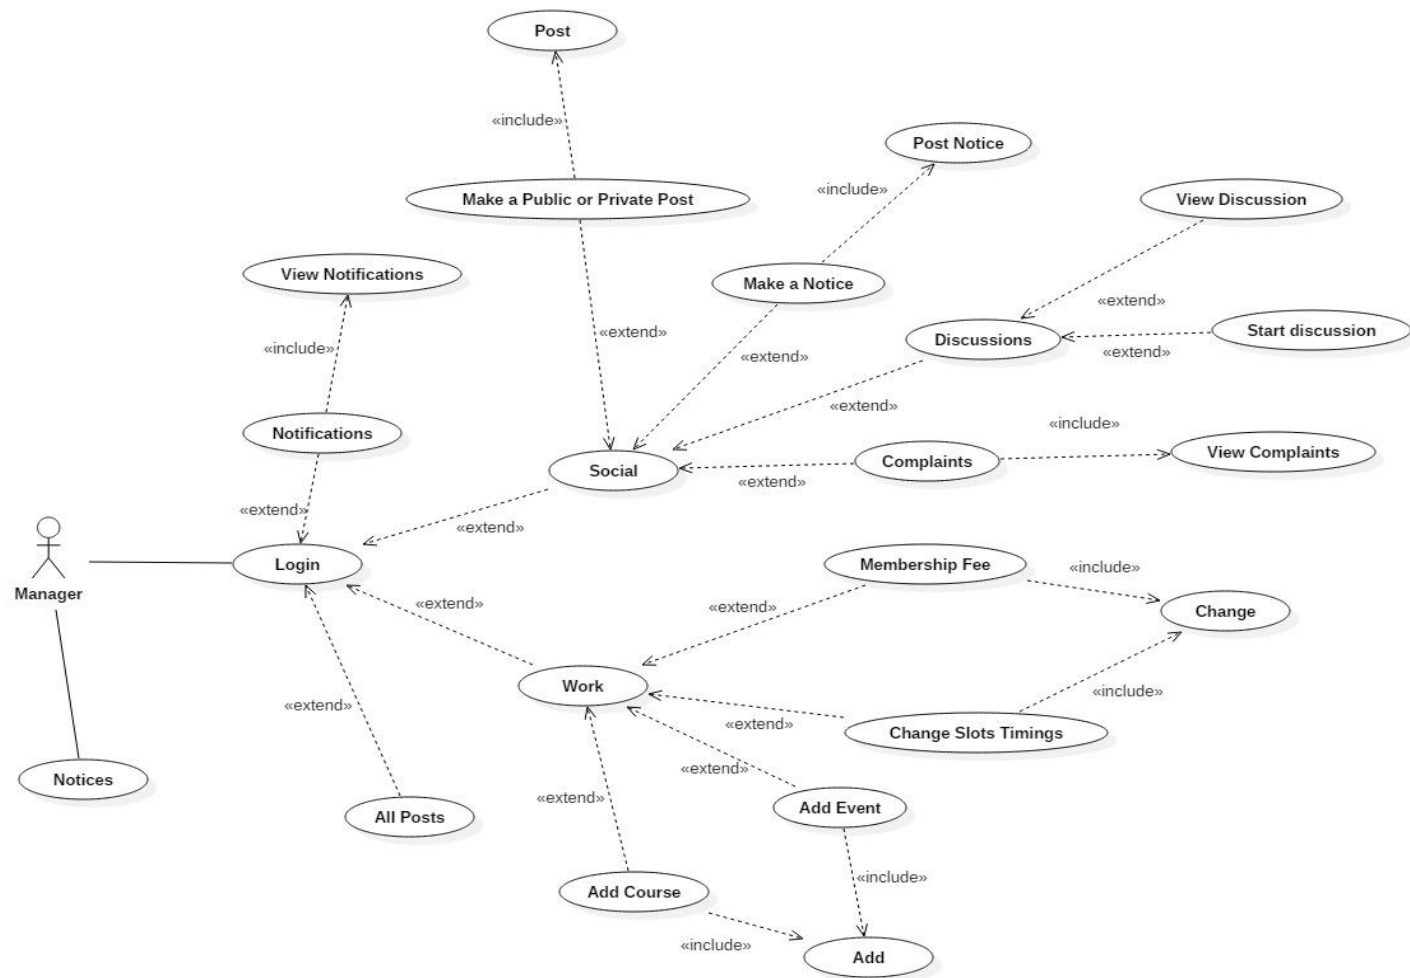 Post
«include»
Post Notice
«include»
Make a Public or Private Post
View Discussion
View Notifications
Make a Notice
«extend»
«include»
«extend»
Discussions
Start discussion
«extend»
«extend»
«extend»
Notifications
«include»
Social
Complaints
View Complaints
«extend»
«extend»
«extend»
Login
Membership Fee
«include»
Manager
«extend»
«extend»
Change
Work
«include»
«extend»
«extend»
Change Slots Timings
«extend»
Notices
«extend»
All Posts
Add Event
«include»
Add Course
«include»
Add